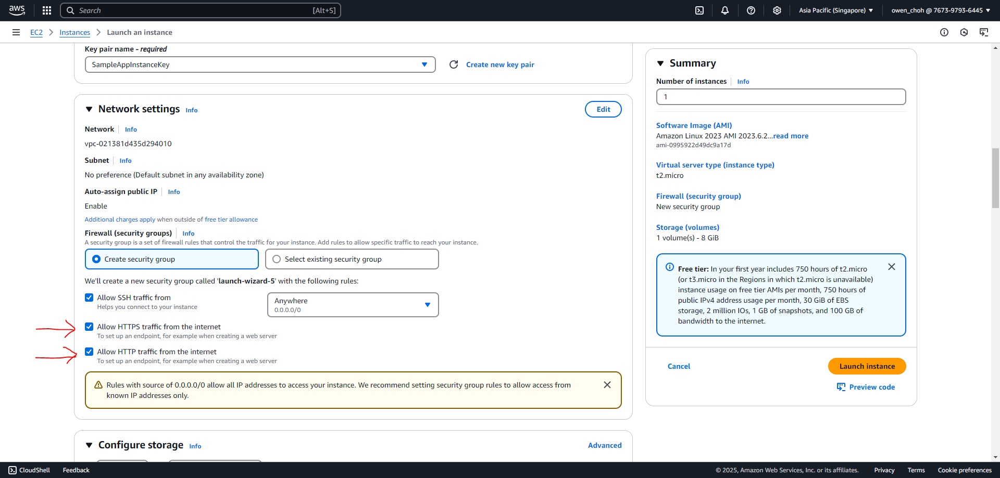 aws
Search [Alt+S]
Asia Pacific (Singapore)
owen_choh @ 7673-9793-6445
EC2 Instances Launch an instance
Key pair name - required
SampleAppInstanceKey
Create new key pair
Network settings Info
Edit
Network Info
vpc-021381d435d294010
Subnet Info
No preference (Default subnet in any availability zone)
Auto-assign public IP Info
Enable
Additional charges apply when outside of free tier allowance
Firewall (security groups) Info
A security group is a set of firewall rules that control the traffic for your instance. Add rules to allow specific traffic to reach your instance.
Create security group
Select existing security group
We'll create a new security group called 'launch-wizard-5' with the following rules:
Allow SSH traffic from
Helps you connect to your instance
Anywhere
0.0.0.0/0
Allow HTTPS traffic from the internet
To set up an endpoint, for example when creating a web server
Allow HTTP traffic from the internet
To set up an endpoint, for example when creating a web server
Rules with source of 0.0.0.0/0 allow all IP addresses to access your instance. We recommend setting security group rules to allow access from
known IP addresses only.
Configure storage Info
Advanced
Summary
Number of instances Info
1
Software Image (AMI)
Amazon Linux 2023 AMI 2023.6.2...read more
ami-0995922d49dc9a17d
Virtual server type (instance type)
t2.micro
Firewall (security group)
New security group
Storage (volumes)
1 volume(s) - 8 GiB
Free tier: In your first year includes 750 hours of t2.micro
(or t3.micro in the Regions in which t2.micro is unavailable)
instance usage on free tier AMIs per month, 750 hours of
public IPv4 address usage per month, 30 GiB of EBS
storage, 2 million IOs, 1 GB of snapshots, and 100 GB of
bandwidth to the internet.
Cancel
Launch instance
Preview code
CloudShell Feedback
© 2025, Amazon Web Services, Inc. or its affiliates. Privacy Terms Cookie preferences